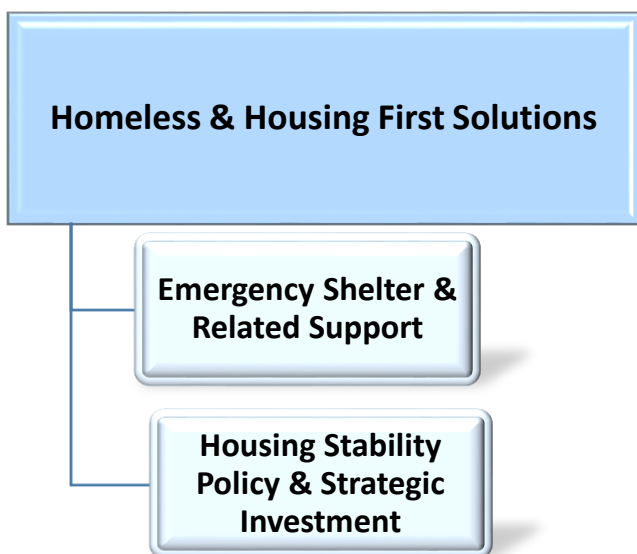 Homeless & Housing First Solutions
Emergency Shelter &
Related Support
Housing Stability
Policy & Strategic
Investment